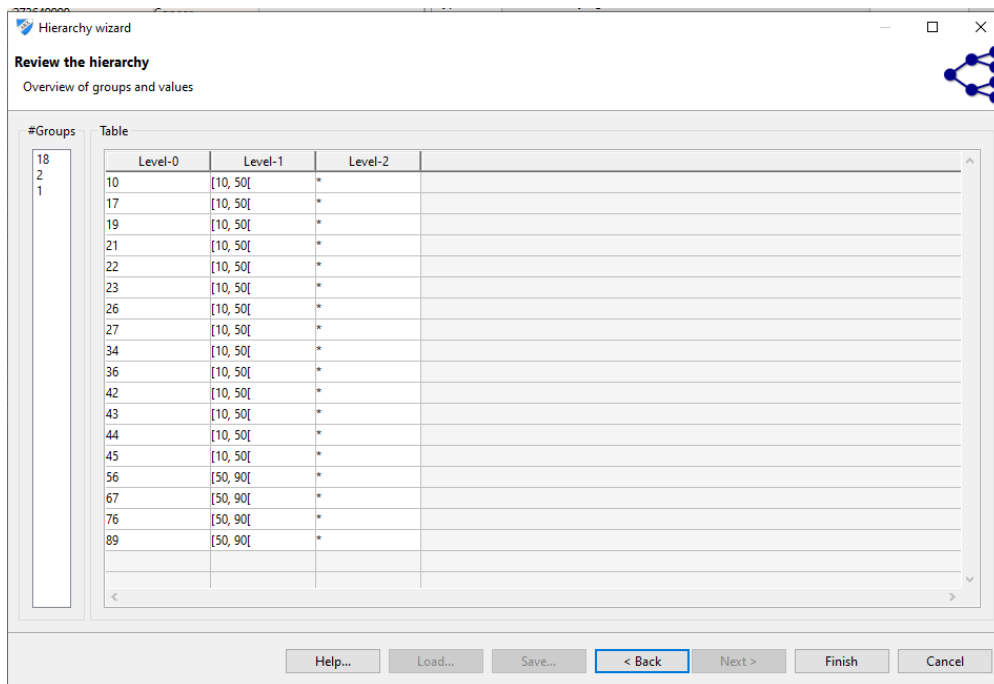 Hierarchy wizard
Review the hierarchy
Overview of groups and values
#Groups
18
2
1
Table
Level-0 Level-1 Level-2
10 [10, 50[ *
17 [10, 50[ *
19 [10, 50[ *
21 [10, 50[ *
22 [10, 50[ *
23 [10, 50[ *
26 [10, 50[ *
27 [10, 50[ *
34 [10, 50[ *
36 [10, 50[ *
42 [10, 50[ *
43 [10, 50[ *
44 [10, 50[ *
45 [10, 50[ *
56 [50, 90[ *
67 [50, 90[ *
76 [50, 90[ *
89 [50, 90[ *
Help... Load... Save... < Back Next > Finish Cancel